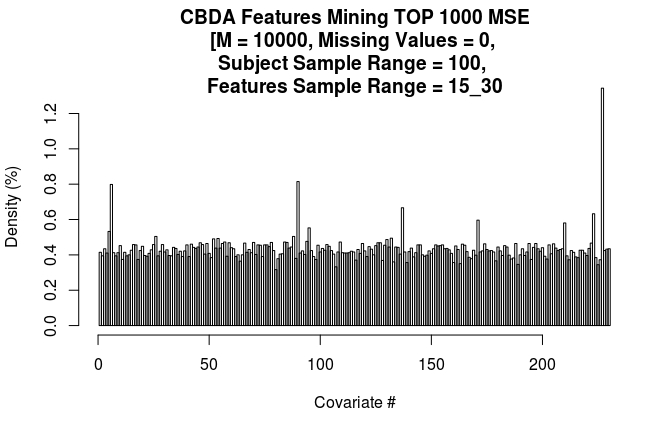 CBDA Features Mining TOP 1000 MSE
[M = 10000, Missing Values = 0,
Subject Sample Range = 100,
Features Sample Range = 15_30
Density (%)
1.2
1.0
0.8
0.6
0.4
0.2
0.0
0 50 100 150 200
Covariate #